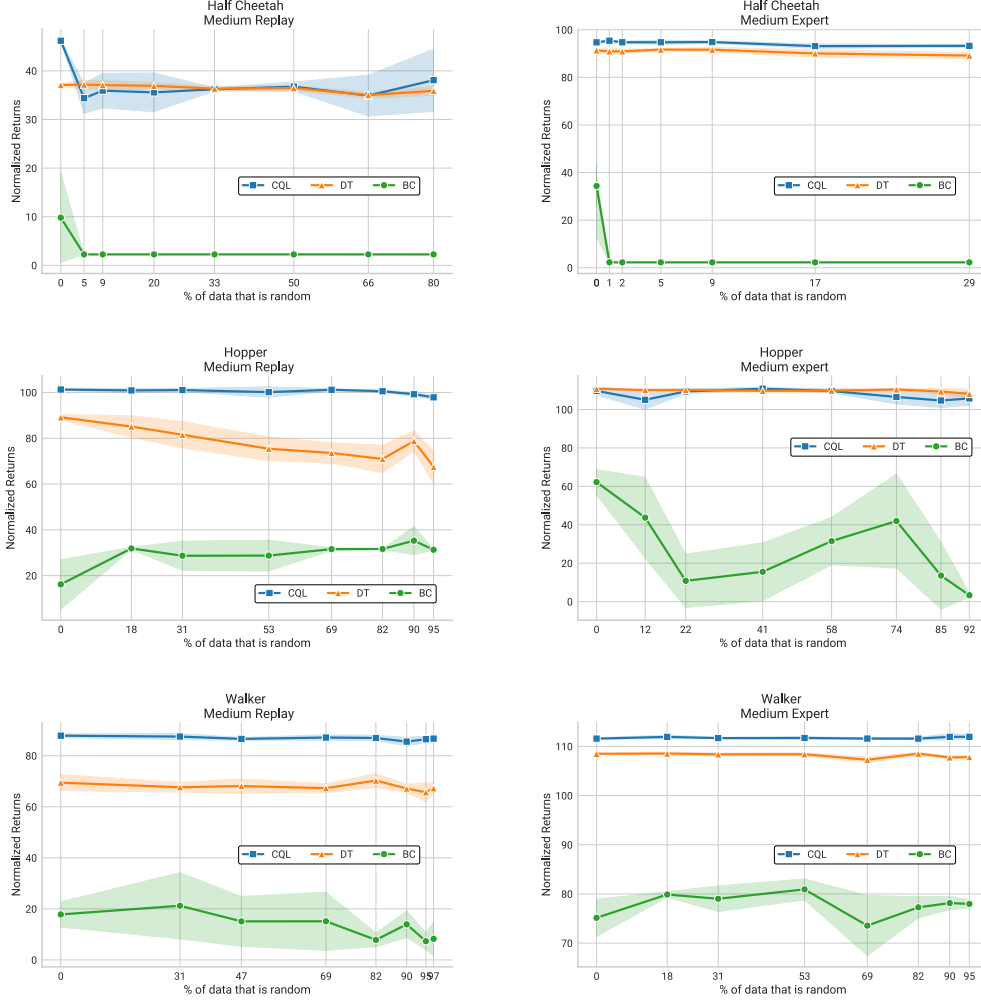 Half Cheetah
Medium Replay
Normalized Returns
40
30
20
10
0
CQL DT BC
0 5 9 20 33 50 66 80
% of data that is random
Half Cheetah
Medium Expert
Normalized Returns
100
80
60
40
20
0
CQL DT BC
0 1 2 5 9 17 29
% of data that is random
Hopper
Medium Replay
Normalized Returns
100
80
60
40
20
CQL DT BC
0 18 31 53 69 82 90 95
% of data that is random
Hopper
Medium expert
Normalized Returns
100
80
60
40
20
0
CQL DT BC
0 12 22 41 58 74 85 92
% of data that is random
Walker
Medium Replay
Normalized Returns
80
60
40
20
0
CQL DT BC
0 31 47 69 82 90 95 97
% of data that is random
Walker
Medium Expert
Normalized Returns
110
100
90
80
70
CQL DT BC
0 18 31 53 69 82 90 95
% of data that is random